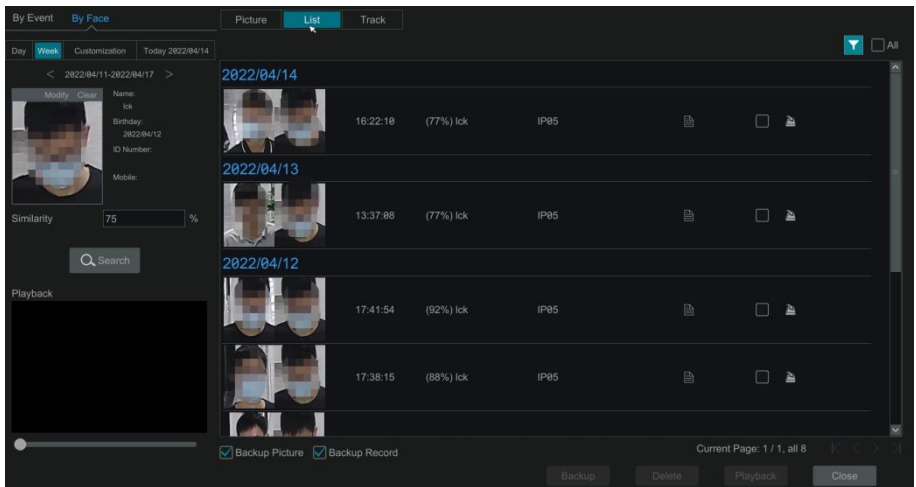 By Event By Face
Picture List Track
All
Day Week Customization Today 2022/04/14
< 2022/04/11-2022/04/17 >
Modify Clear
Name:
lck
Birthday:
2022/04/12
ID Number:
Mobile:
Similarity 75 %
Search
Playback
2022/04/14
16:22:10 (77%) lck IP05
2022/04/13
13:37:08 (77%) lck IP05
2022/04/12
17:41:54 (92%) lck IP05
17:38:15 (88%) lck IP05
Backup Picture Backup Record
Current Page: 1 / 1, all 8
Backup Delete Playback Close